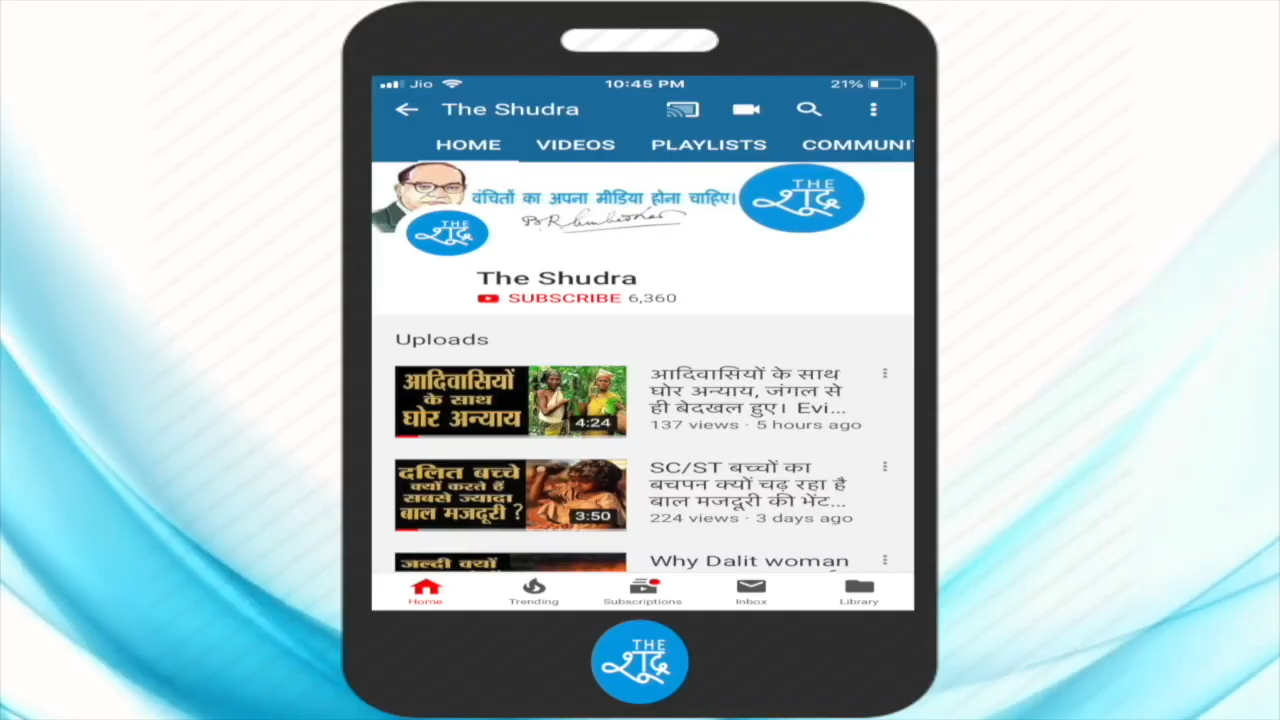 Jio 10:45 PM 21%
The Shudra
HOME VIDEOS PLAYLISTS COMMUNI
वंचितों का अपना मीडिया होना चाहिए।
THE
शूद्र
THE
शूद्र
The Shudra
SUBSCRIBE 6,360
Uploads
आदिवासियों
के साथ
घोर अन्याय
4:24
आदिवासियों के साथ
घोर अन्याय, जंगल से
ही बेदखल हुए। Evi...
137 views · 5 hours ago
दलित बच्चे
क्यों करते हैं
सबसे ज्यादा
बाल मजदूरी ?
3:50
SC/ST बच्चों का
बचपन क्यों चढ़ रहा है
बाल मजदूरी की भेंट...
224 views · 3 days ago
जल्दी क्यों
Why Dalit woman
Home Trending Subscriptions Inbox Library
THE
शूद्र